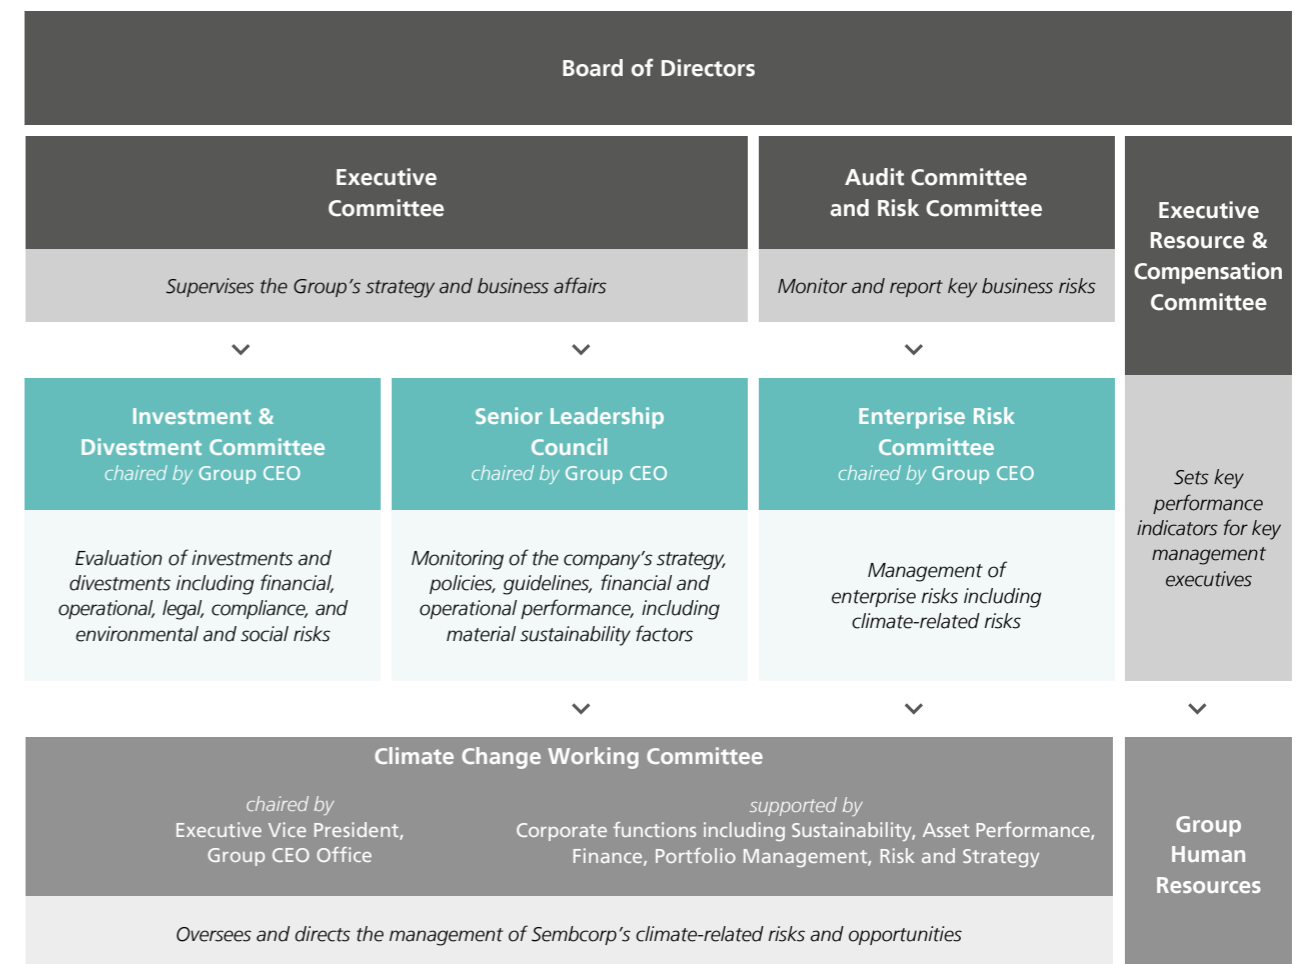 Board of Directors
Executive
Committee
Supervises the Group's strategy and business affairs
Audit Committee
and Risk Committee
Monitor and report key business risks
Executive
Resource &
Compensation
Committee
Sets key
performance
indicators for key
management
executives
Investment &
Divestment Committee
chaired by Group CEO
Evaluation of investments and
divestments including financial,
operational, legal, compliance, and
environmental and social risks
Senior Leadership
Council
chaired by Group CEO
Monitoring of the company's strategy,
policies, guidelines, financial and
operational performance, including
material sustainability factors
Enterprise Risk
Committee
chaired by Group CEO
Management of
enterprise risks including
climate-related risks
Climate Change Working Committee
chaired by
Executive Vice President,
Group CEO Office
supported by
Corporate functions including Sustainability, Asset Performance,
Finance, Portfolio Management, Risk and Strategy
Oversees and directs the management of Sembcorp's climate-related risks and opportunities
Group
Human
Resources